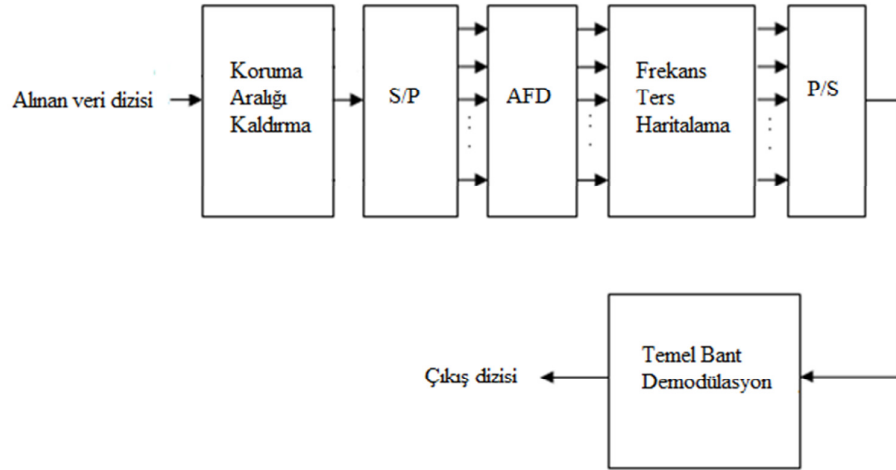 Alınan veri dizisi
Koruma
Aralığı
Kaldırma
S/P
AFD
Frekans
Ters
Haritalama
P/S
Çıkış dizisi
Temel Bant
Demodülasyon